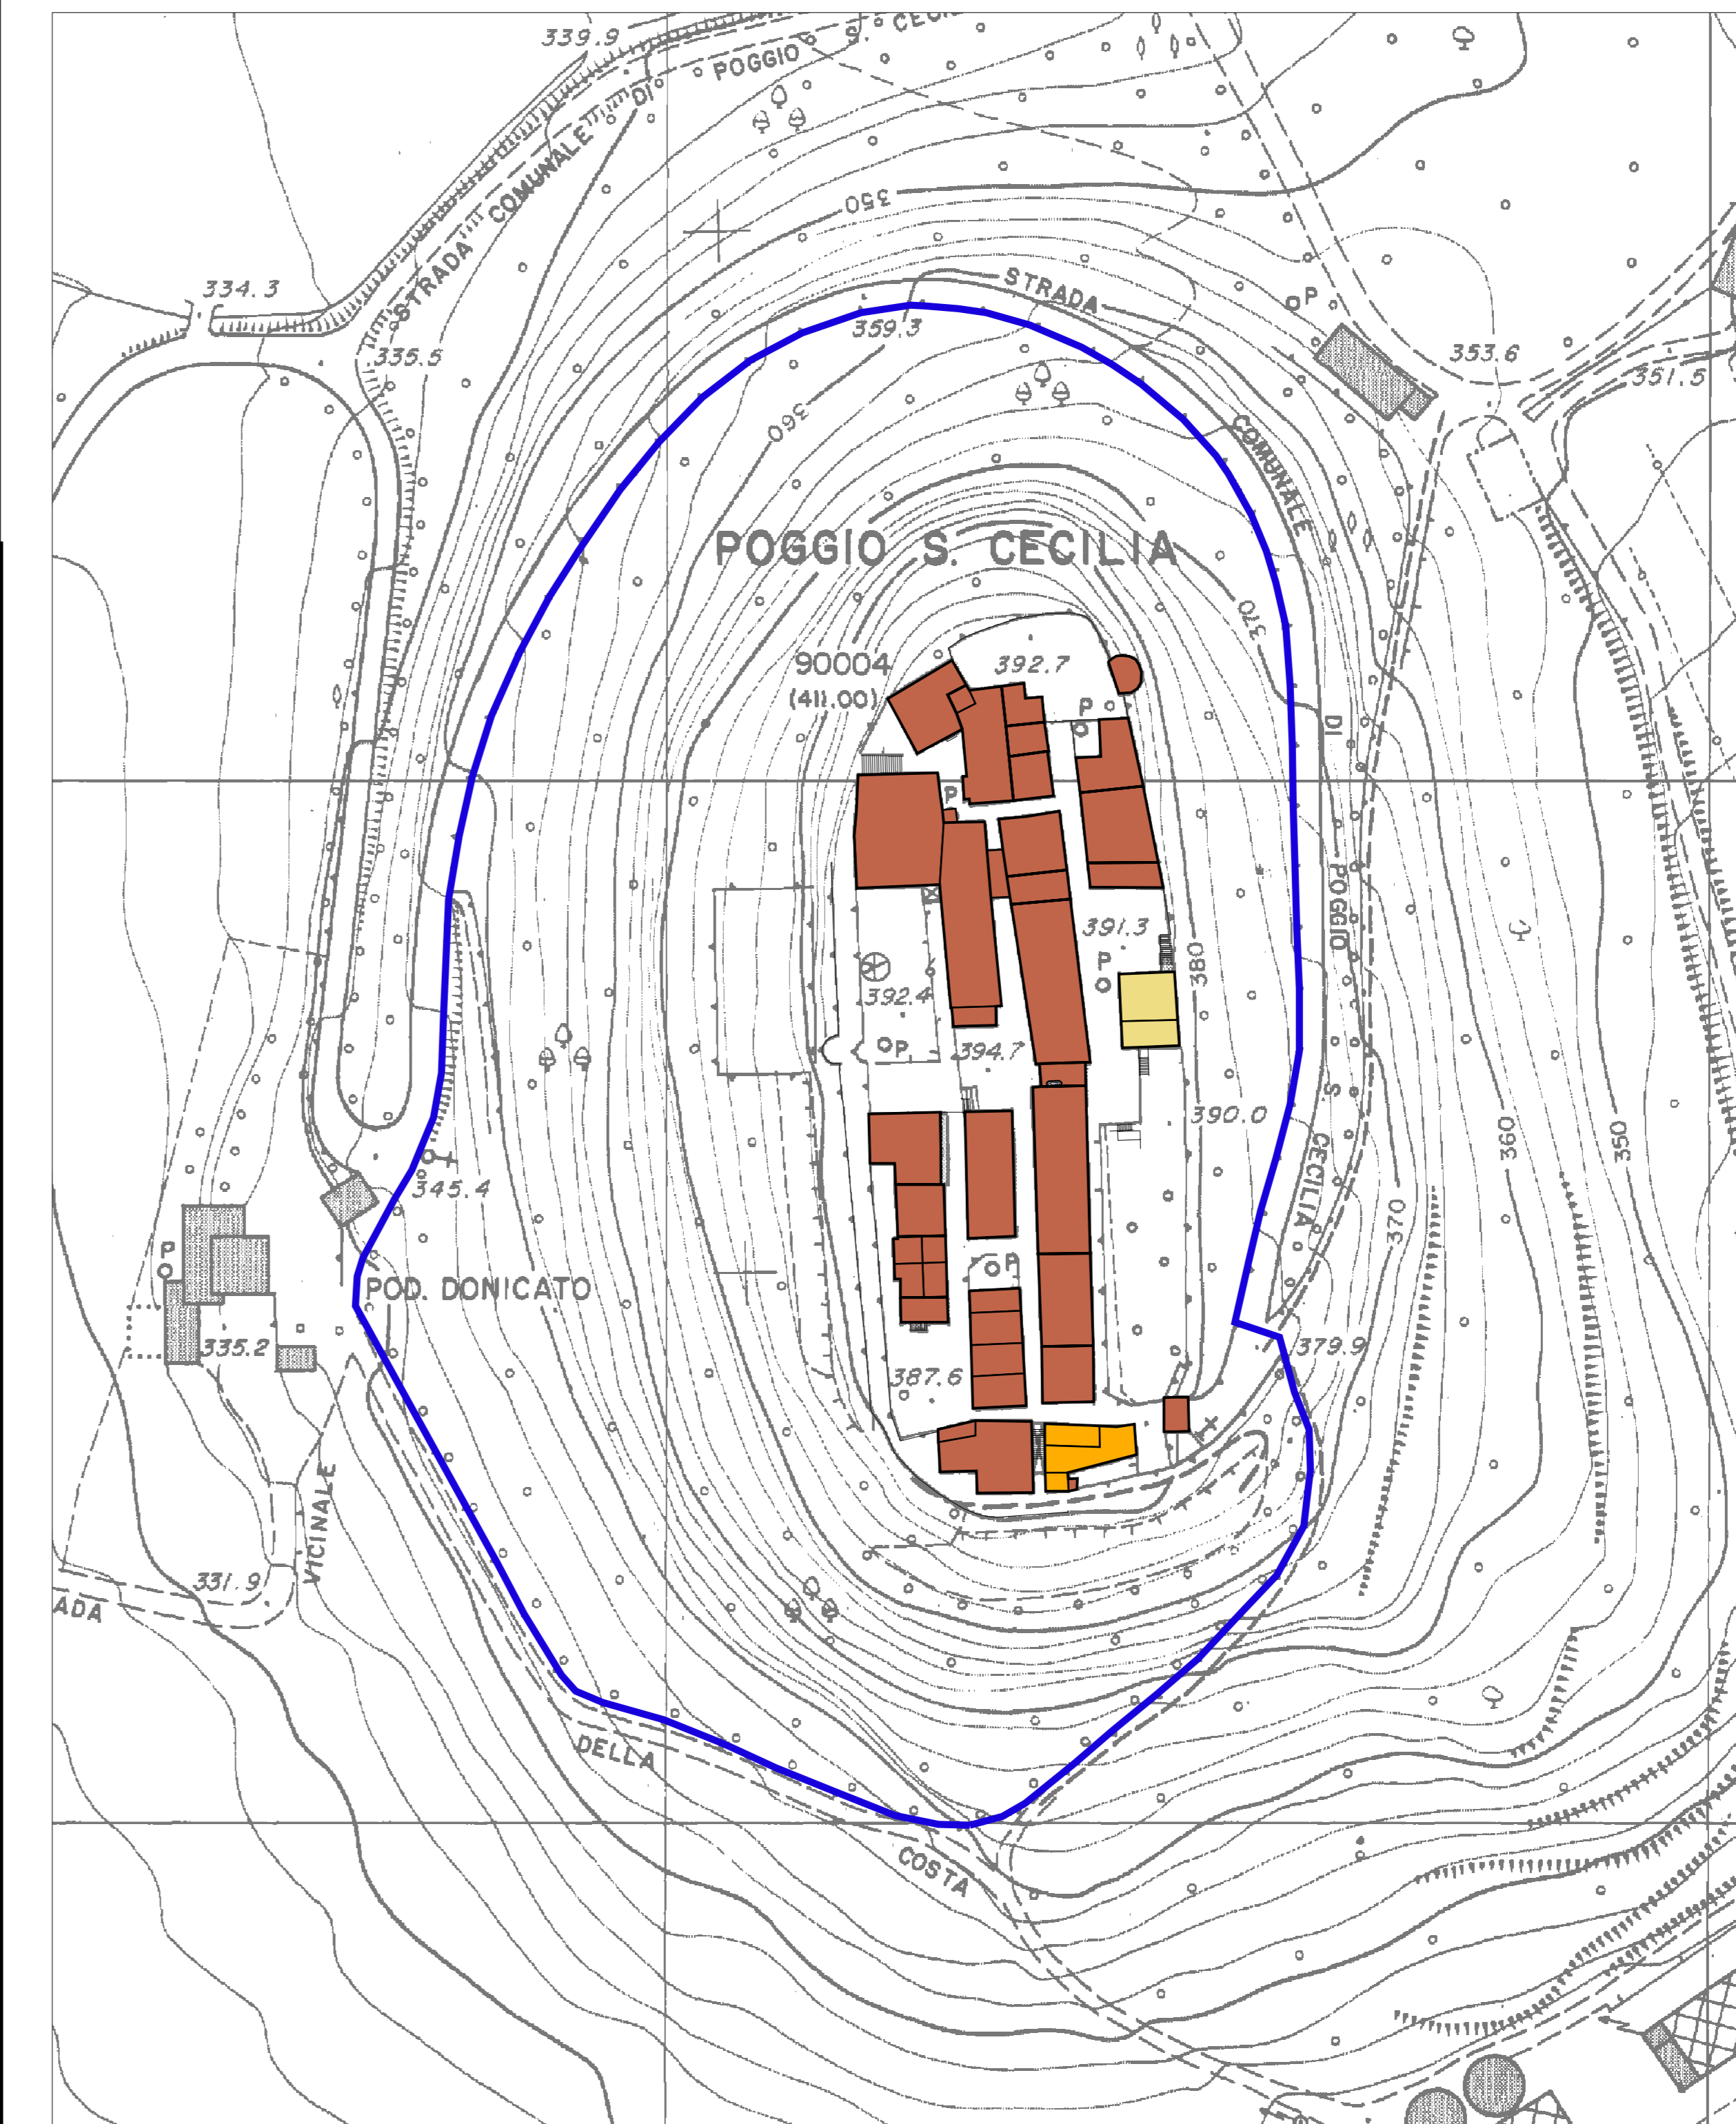 339.9
S. CECI
POGGIO
DI
STRADA COMUNALE
350
334.3
STRADA
P
359.3
335.5
353.6
351.5
360
COMUNALE
POGGIO S. CECILIA
370
90004
392.7
(411.00)
P
DI
P
POGGIO
391.3
P
380
392.4
P
394.7
S.
390.0
CECILIA
360
350
345.4
370
P
P
POD. DONICATO
335.2
379.9
387.6
VICINALE
331.9
ADA
DELLA
COSTA